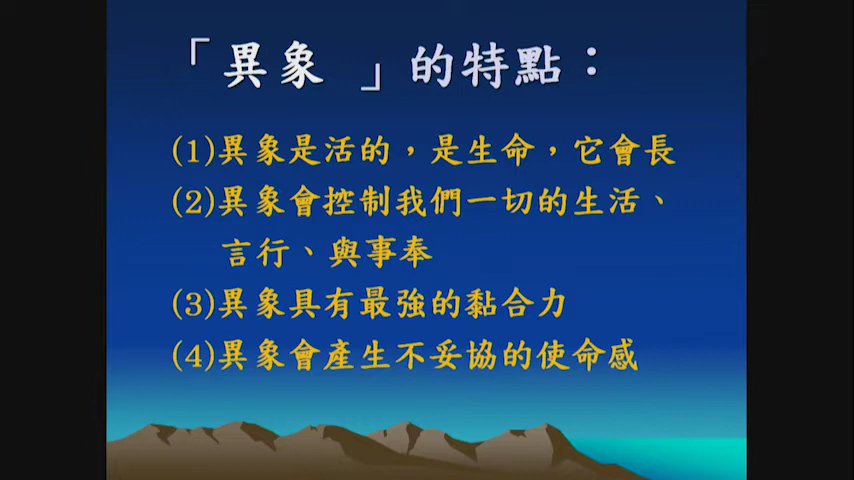 「異象 」的特點：
(1)異象是活的，是生命，它會長
(2)異象會控制我們一切的生活、
言行、與事奉
(3)異象具有最強的黏合力
(4)異象會產生不妥協的使命感